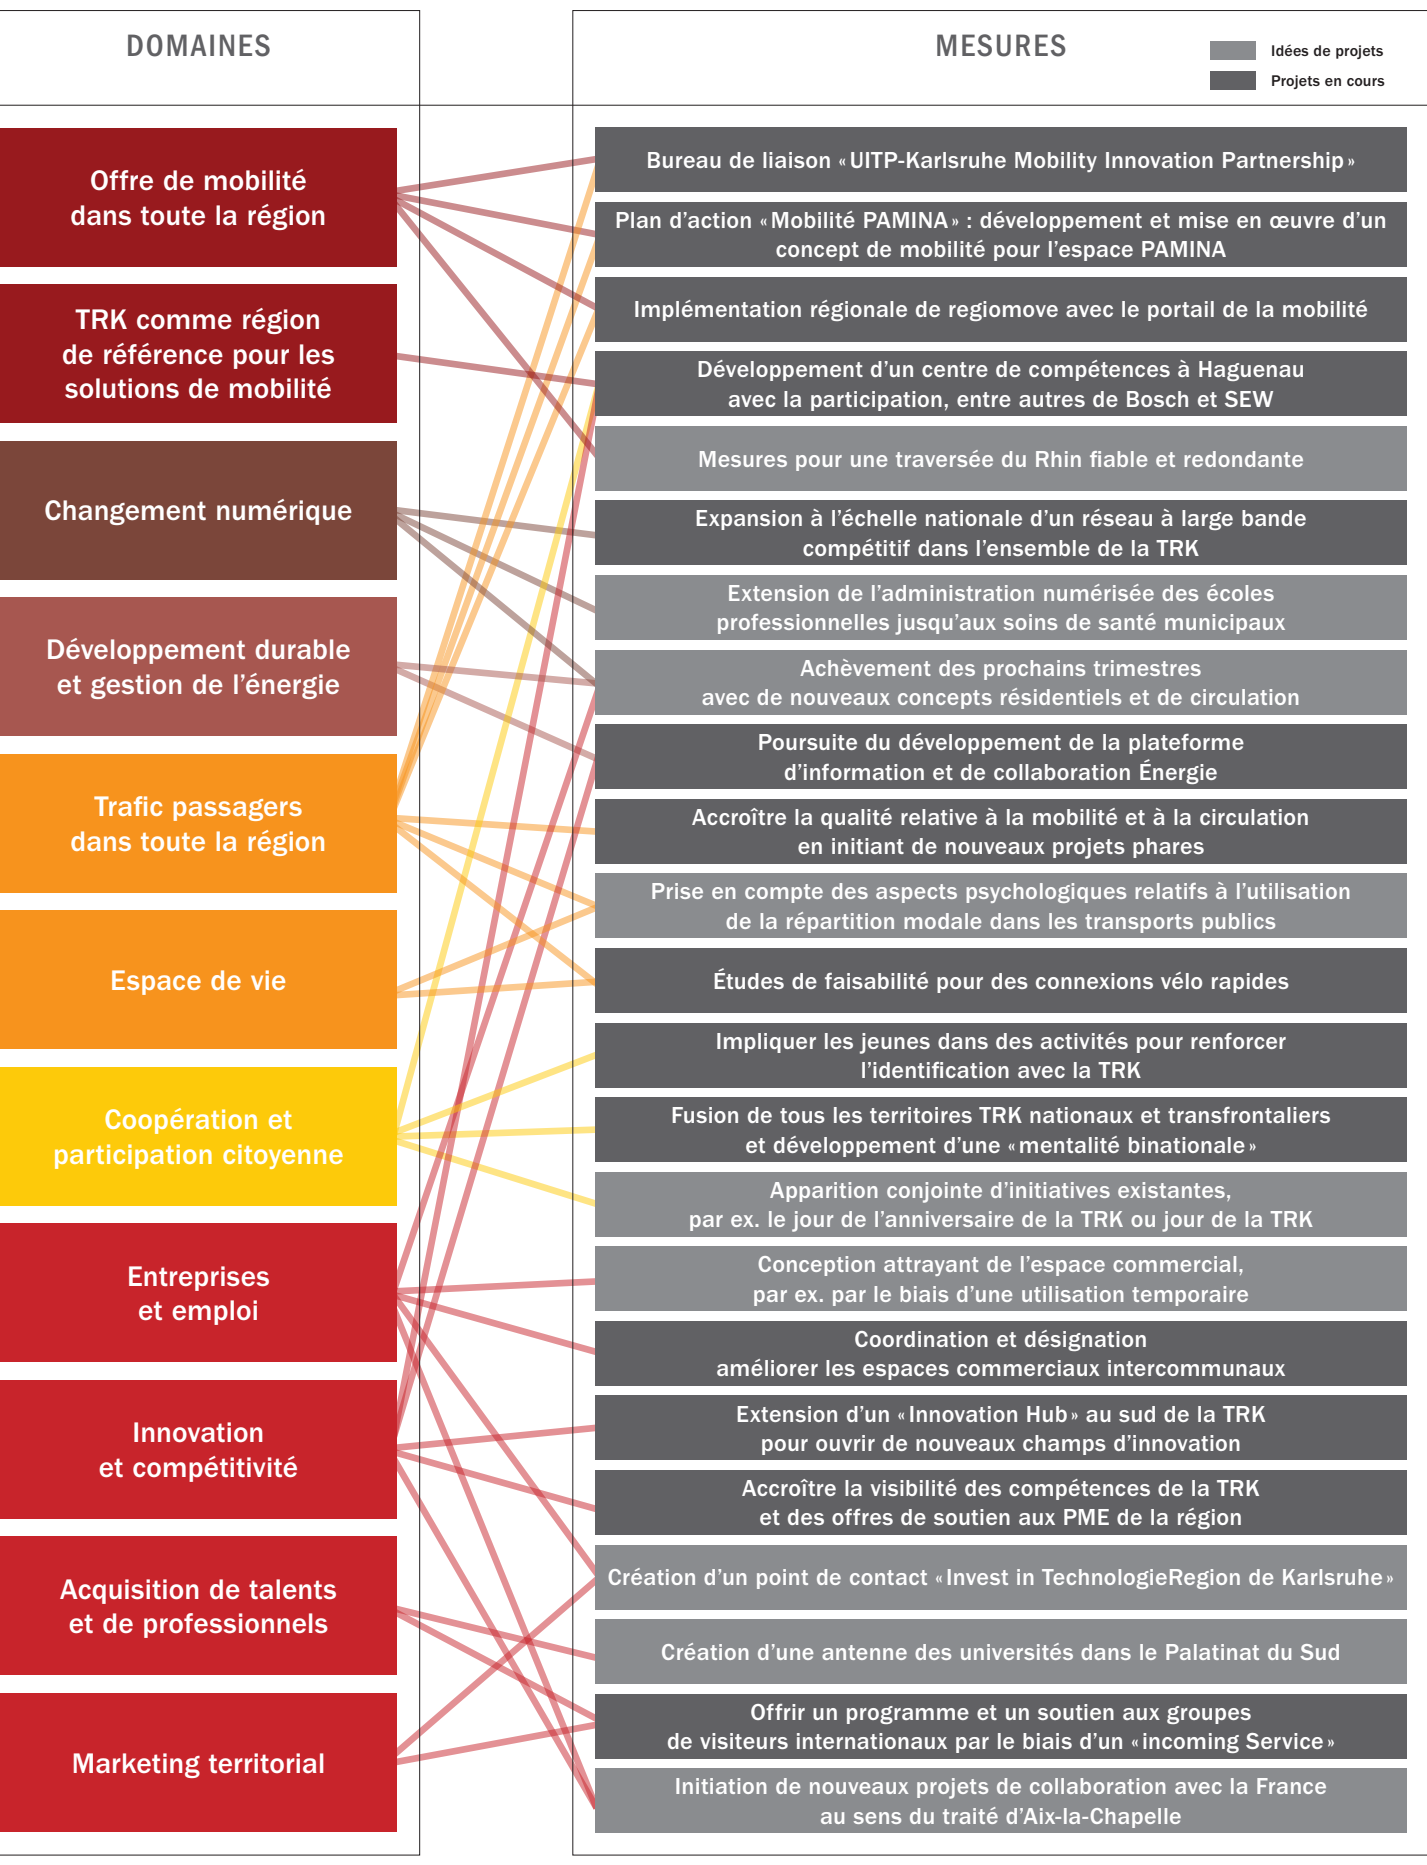 DOMAINES
Offre de mobilité
dans toute la région
TRK comme région
de référence pour les
solutions de mobilité
Changement numérique
Développement durable
et gestion de l’énergie
Trafic passagers
dans toute la région
Espace de vie
Coopération et
participation citoyenne
Entreprises
et emploi
Innovation
et compétitivité
Acquisition de talents
et de professionnels
Marketing territorial
MESURES
Idées de projets
Projets en cours
Bureau de liaison «UITP-Karlsruhe Mobility Innovation Partnership»
Plan d’action «Mobilité PAMINA» : développement et mise en œuvre d’un
concept de mobilité pour l’espace PAMINA
Implémentation régionale de regiomove avec le portail de la mobilité
Développement d’un centre de compétences à Haguenau
avec la participation, entre autres de Bosch et SEW
Mesures pour une traversée du Rhin fiable et redondante
Expansion à l’échelle nationale d’un réseau à large bande
compétitif dans l’ensemble de la TRK
Extension de l’administration numérisée des écoles
professionnelles jusqu’aux soins de santé municipaux
Achèvement des prochains trimestres
avec de nouveaux concepts résidentiels et de circulation
Poursuite du développement de la plateforme
d’information et de collaboration Énergie
Accroître la qualité relative à la mobilité et à la circulation
en initiant de nouveaux projets phares
Prise en compte des aspects psychologiques relatifs à l’utilisation
de la répartition modale dans les transports publics
Études de faisabilité pour des connexions vélo rapides
Impliquer les jeunes dans des activités pour renforcer
l’identification avec la TRK
Fusion de tous les territoires TRK nationaux et transfrontaliers
et développement d’une «mentalité binationale»
Apparition conjointe d’initiatives existantes,
par ex. le jour de l’anniversaire de la TRK ou jour de la TRK
Conception attrayant de l’espace commercial,
par ex. par le biais d’une utilisation temporaire
Coordination et désignation
améliorer les espaces commerciaux intercommunaux
Extension d’un «Innovation Hub» au sud de la TRK
pour ouvrir de nouveaux champs d’innovation
Accroître la visibilité des compétences de la TRK
et des offres de soutien aux PME de la région
Création d’un point de contact «Invest in TechnologieRegion de Karlsruhe»
Création d’une antenne des universités dans le Palatinat du Sud
Offrir un programme et un soutien aux groupes
de visiteurs internationaux par le biais d’un «incoming Service»
Initiation de nouveaux projets de collaboration avec la France
au sens du traité d’Aix-la-Chapelle